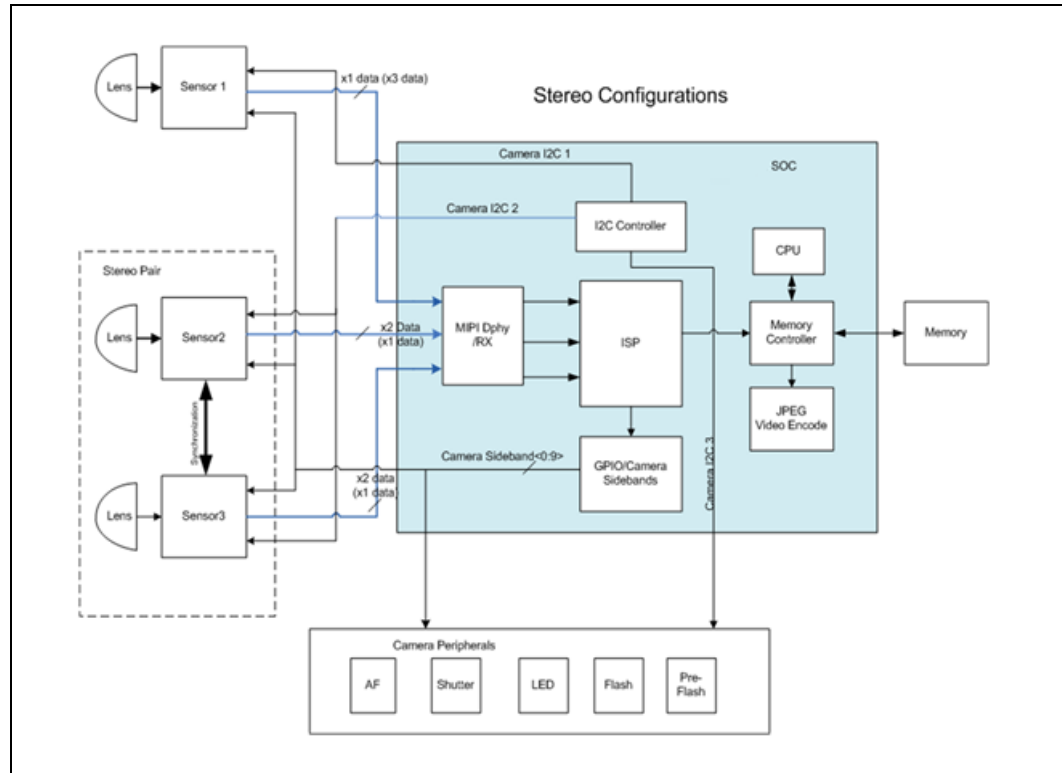 Stereo Configurations
Lens
Sensor 1
x1 data (x3 data)
SOC
Camera I2C 1
Camera I2C 2
I2C Controller
CPU
Stereo Pair
Lens
Sensor2
x2 Data
(x1 data)
MIPI Dphy
/RX
ISP
Memory
Controller
Memory
JPEG
Video Encode
Synchronization
Camera Sideband<0:9>
GPIO/Camera
Sidebands
Camera I2C 3
x2 data
(x1 data)
Lens
Sensor3
Camera Peripherals
AF
Shutter
LED
Flash
Pre-
Flash